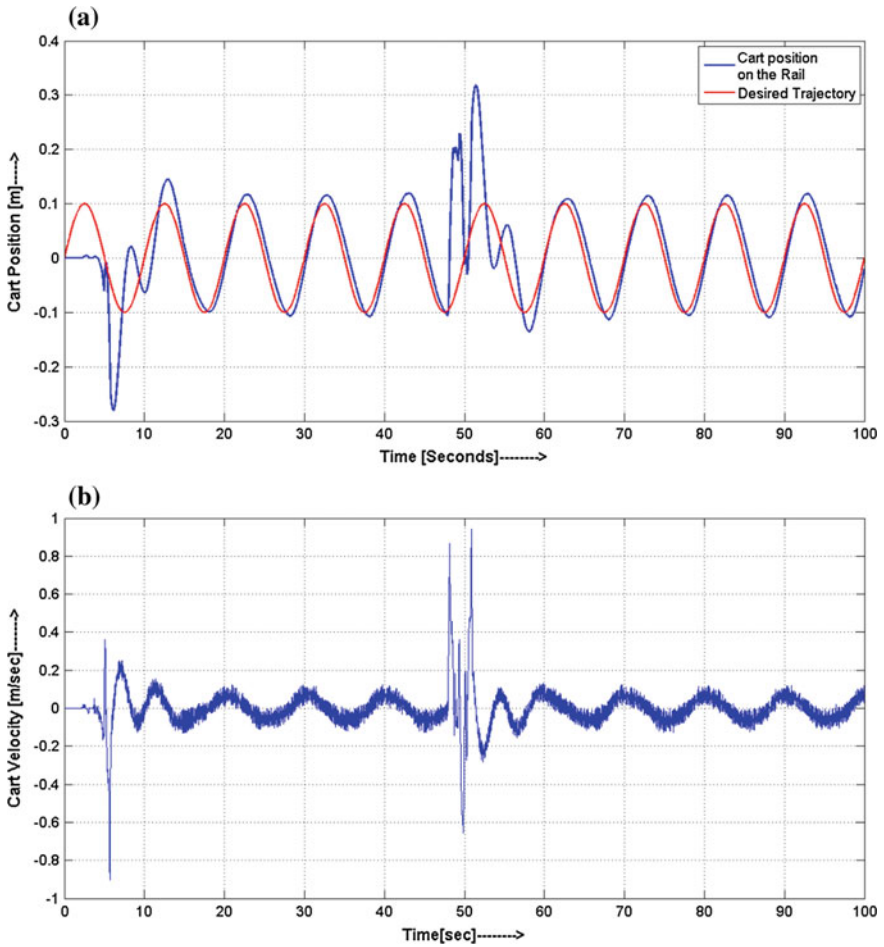 (a)
0.4
0.3
0.2
0.1
0
-0.1
-0.2
-0.3
Cart Position [m]---->
Cart position
on the Rail
Desired Trajectory
0 10 20 30 40 50 60 70 80 90 100
Time [Seconds]-------->
(b)
1
0.8
0.6
0.4
0.2
0
-0.2
-0.4
-0.6
-0.8
-1
Cart Velocity [m/sec]----->
0 10 20 30 40 50 60 70 80 90 100
Time[sec]-------->